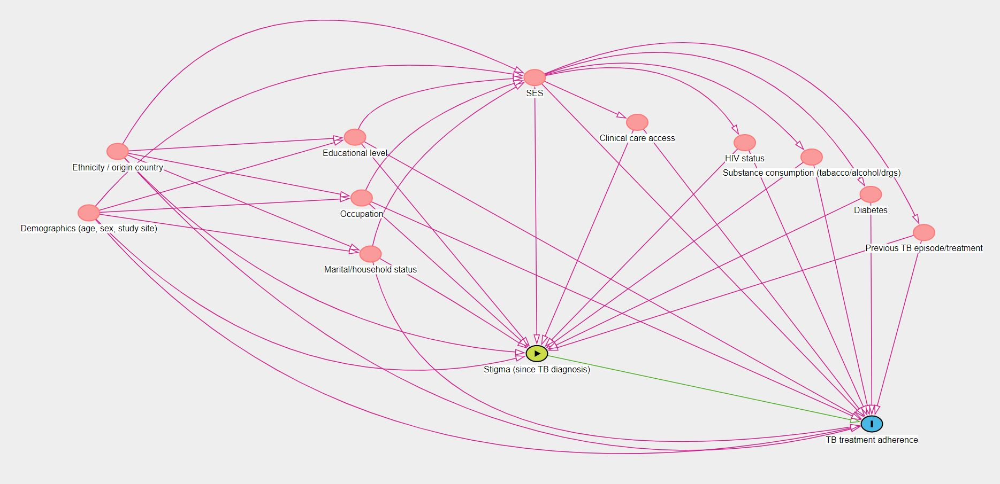 SES
Clinical care access
Educational level
HIV status
Ethnicity / origin country
Substance consumption (tabacco/alcohol/drgs)
Diabetes
Occupation
Demographics (age, sex, study site)
Previous TB episode/treatment
Marital/household status
Stigma (since TB diagnosis)
TB treatment adherence